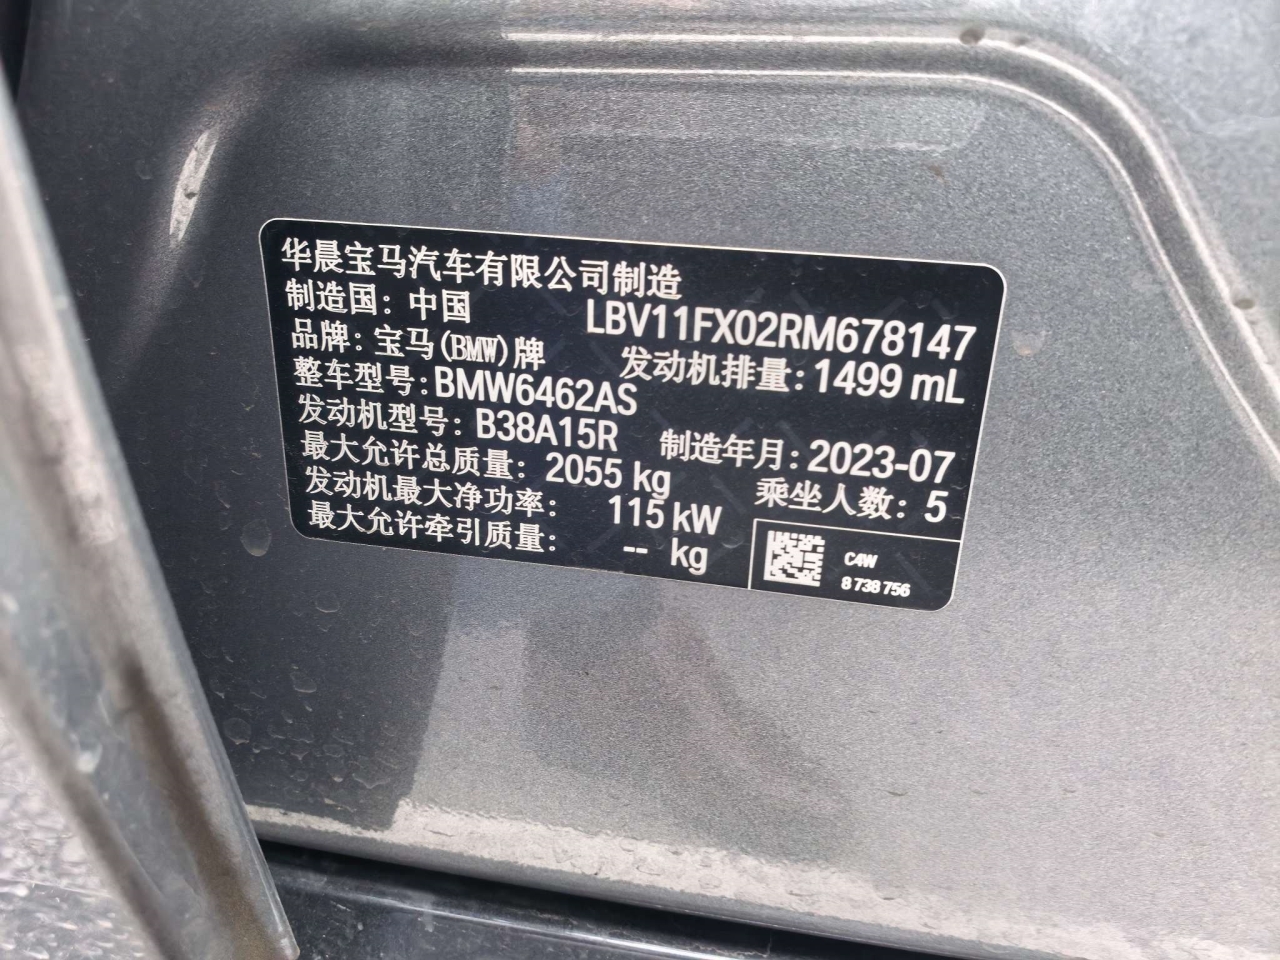 华晨宝马汽车有限公司制造
制造国：中国
LBV11FX02RM678147
品牌：宝马(BMW)牌
发动机排量：1499 mL
整车型号：BMW6462AS
发动机型号：B38A15R
制造年月：2023-07
最大允许总质量：2055 kg
乘坐人数：5
发动机最大净功率：115 kW
最大允许牵引质量：-- kg
C4W
8 738 756